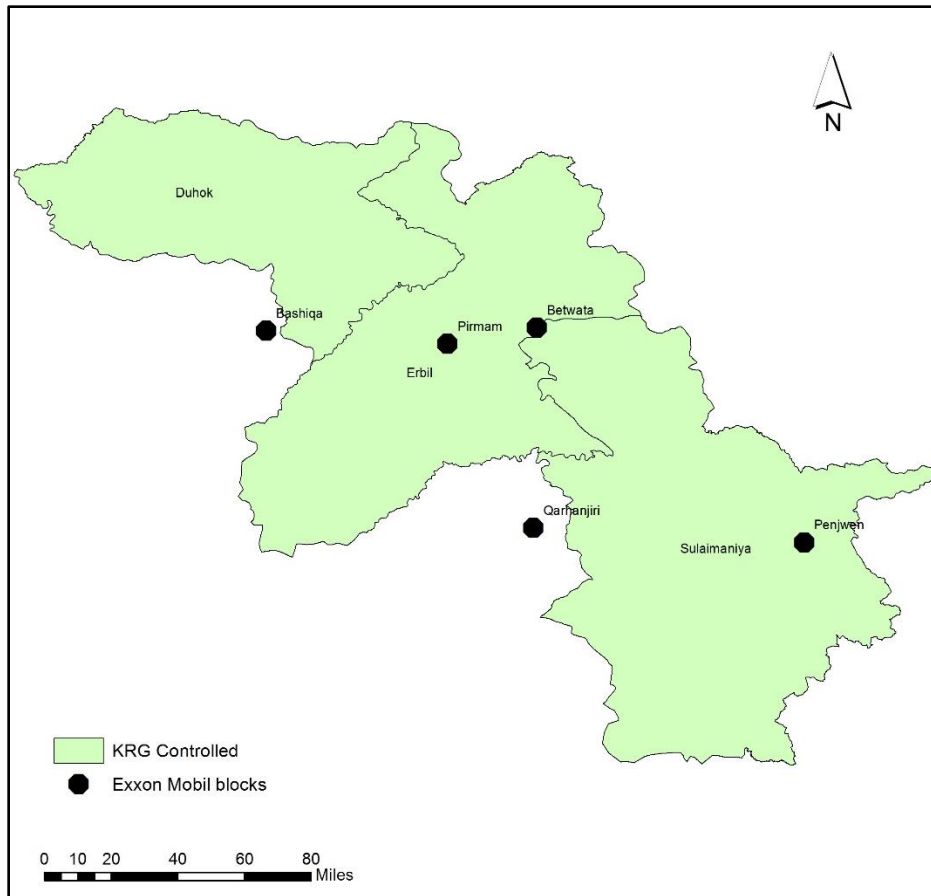 N
Duhok
Bashiqa
Betwata
Pirmam
Erbil
Qarhanjiri
Penjwen
Sulaimaniya
KRG Controlled
Exxon Mobil blocks
0 10 20 40 60 80
Miles